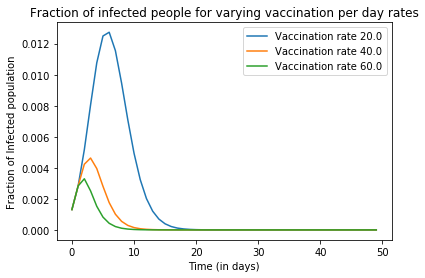 Fraction of infected people for varying vaccination per day rates
Vaccination rate 20.0
Vaccination rate 40.0
Vaccination rate 60.0
Fraction of Infected population
0.012
0.010
0.008
0.006
0.004
0.002
0.000
0 10 20 30 40 50
Time (in days)